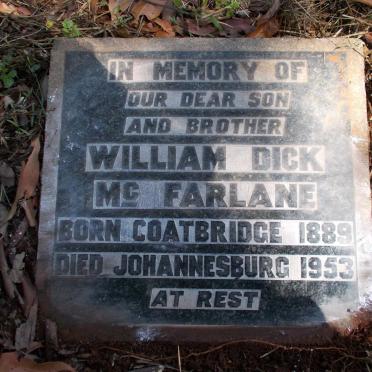 IN MEMORY OF
OUR DEAR SON
AND BROTHER
WILLIAM DICK
Mc FARLANE
BORN COATBRIDGE 1889
DIED JOHANNESBURG 1953
AT REST